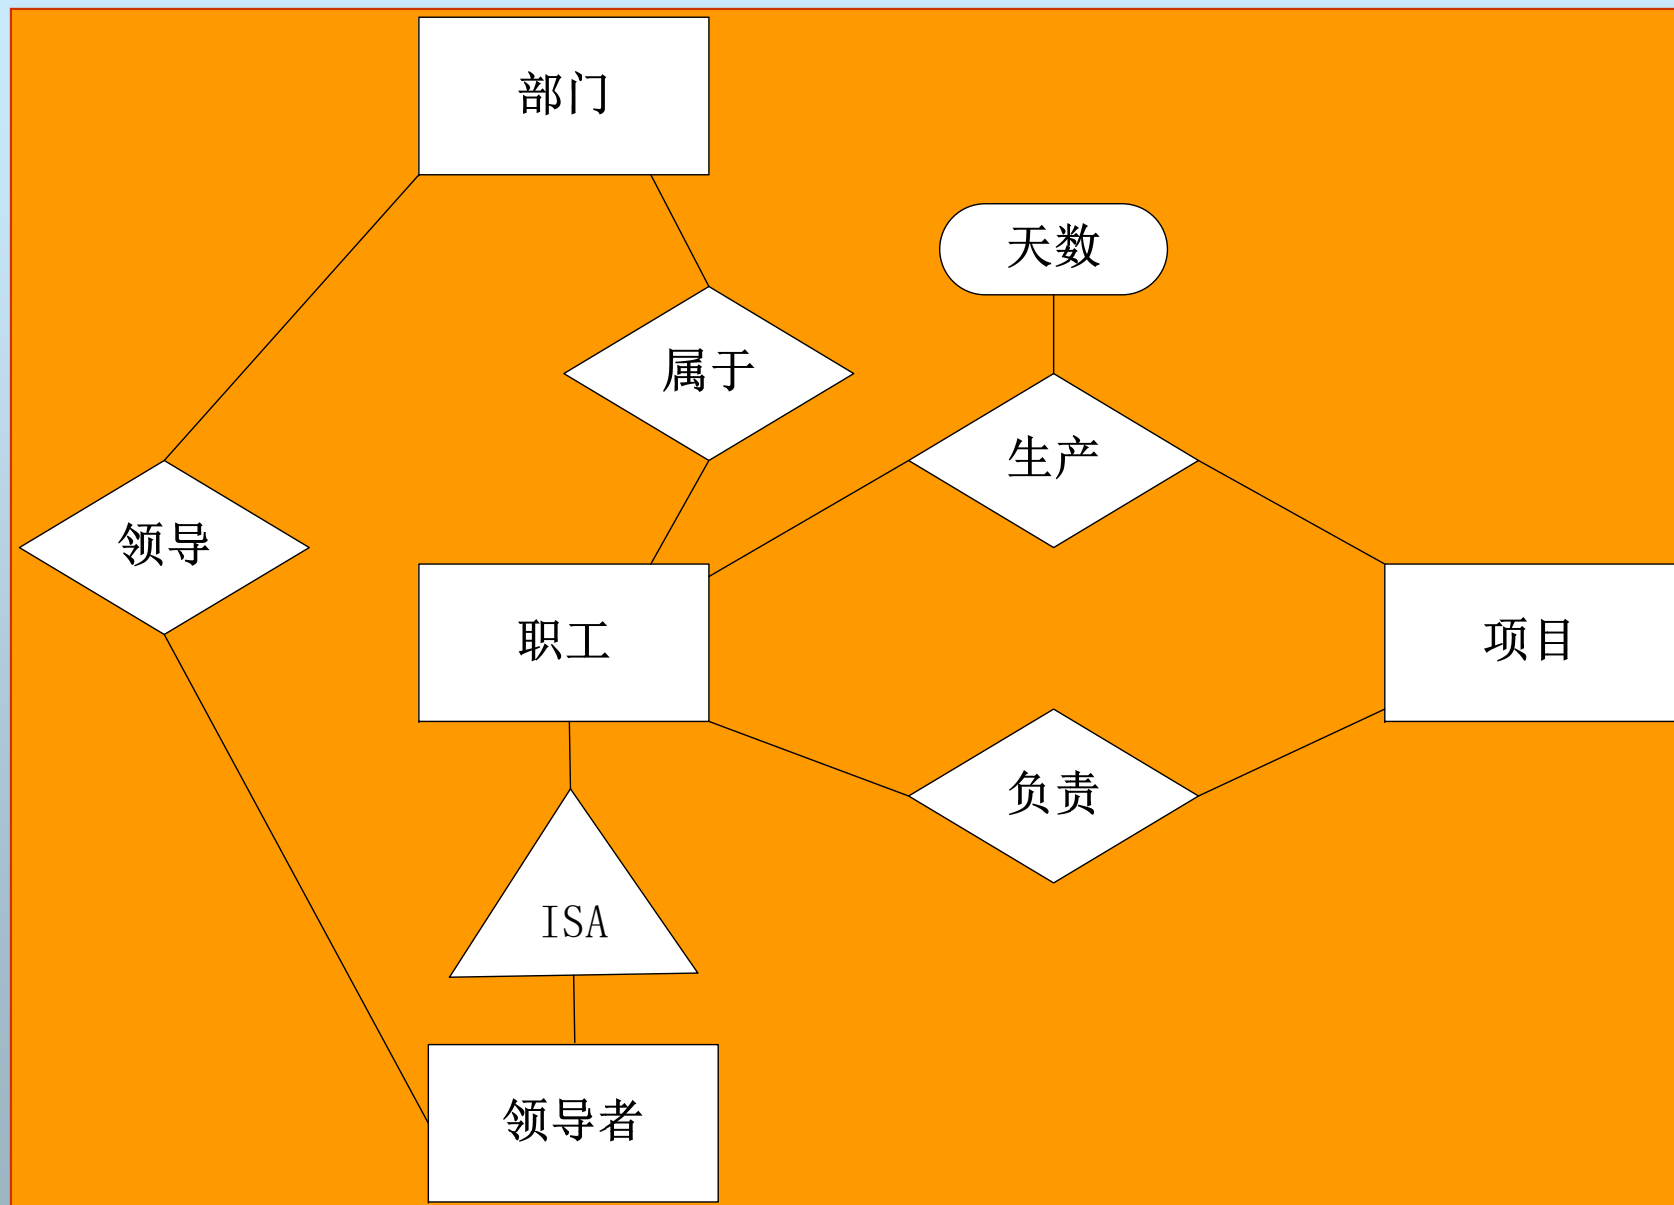 部门
天数
属于
生产
领导
职工
项目
负责
ISA
领导者